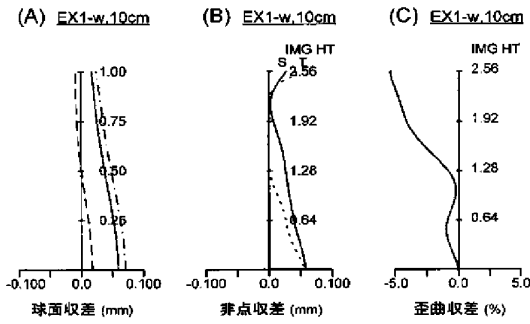 (A) EX1-w,10cm
1.00
0.75
0.50
0.25
-0.100 0 0.100
球面収差 (mm)
(B) EX1-w,10cm
IMG HT
S T
2.56
1.92
1.28
0.64
-0.100 0 0.100
非点収差 (mm)
(C) EX1-w,10cm
IMG HT
2.56
1.92
1.28
0.64
-5.0 0 5.0
歪曲収差 (%)